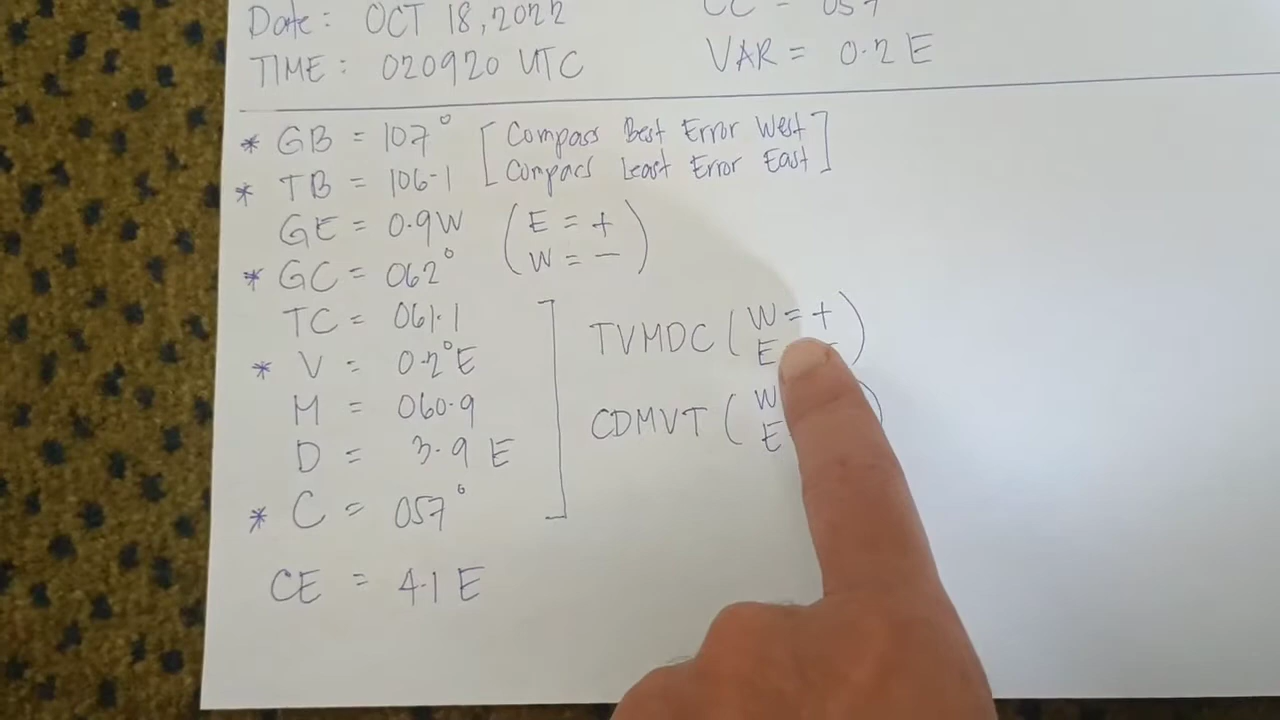 Date: OCT 18, 2022
CC - 057
TIME: 020920 UTC
VAR = 0.2 E
* GB = 107° [Compass Best Error West
* TB = 106.1 Compass Least Error East]
GE = 0.9W (E = +
W = -)
* GC = 062°
TC = 061.1
TVMDC (W = +
E -)
* V = 0.2°E
M = 060.9
CDMVT (W
E )
D = 3.9 E
* C = 057°
CE = 4.1 E